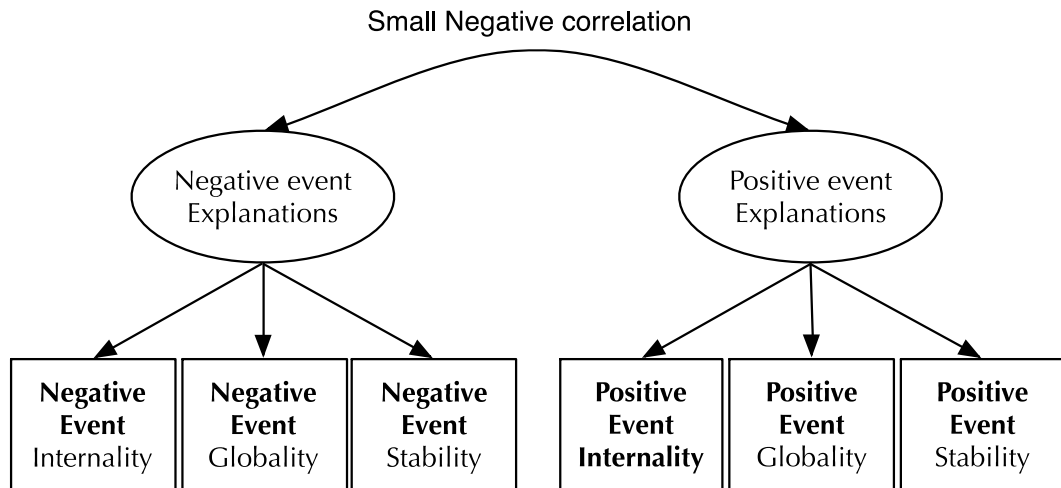 Small Negative correlation
Negative event
Explanations
Positive event
Explanations
Negative
Event
Internality
Negative
Event
Globality
Negative
Event
Stability
Positive
Event
Internality
Positive
Event
Globality
Positive
Event
Stability